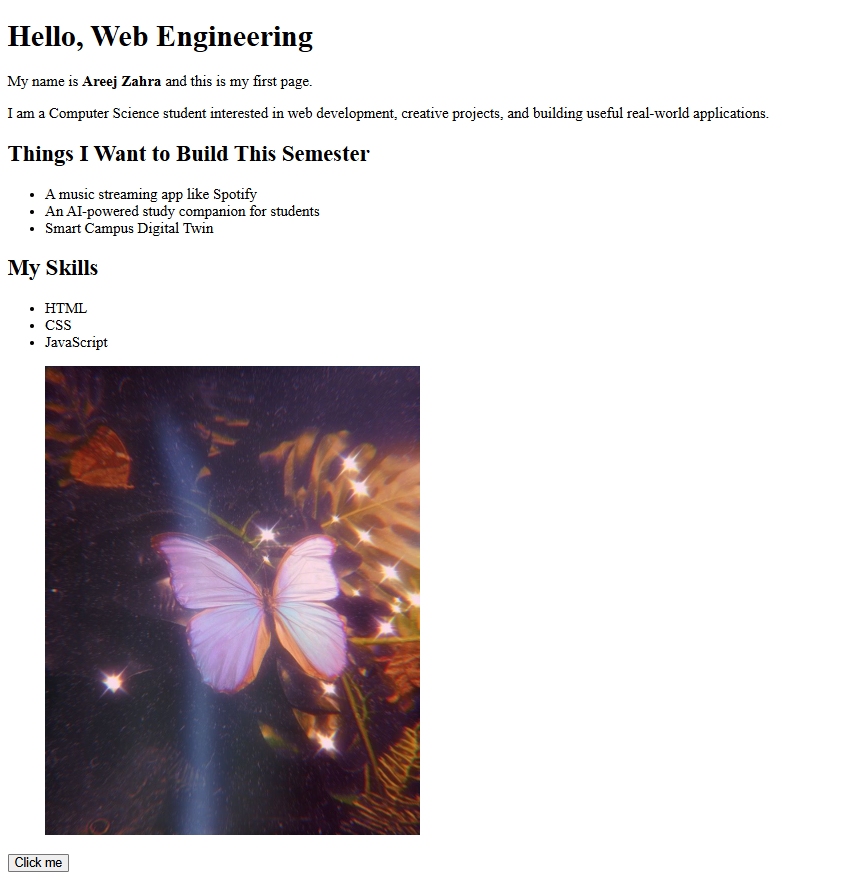 Hello, Web Engineering
My name is Areej Zahra and this is my first page.
I am a Computer Science student interested in web development, creative projects, and building useful real-world applications.
Things I Want to Build This Semester
A music streaming app like Spotify
An AI-powered study companion for students
Smart Campus Digital Twin
My Skills
HTML
CSS
JavaScript
Click me